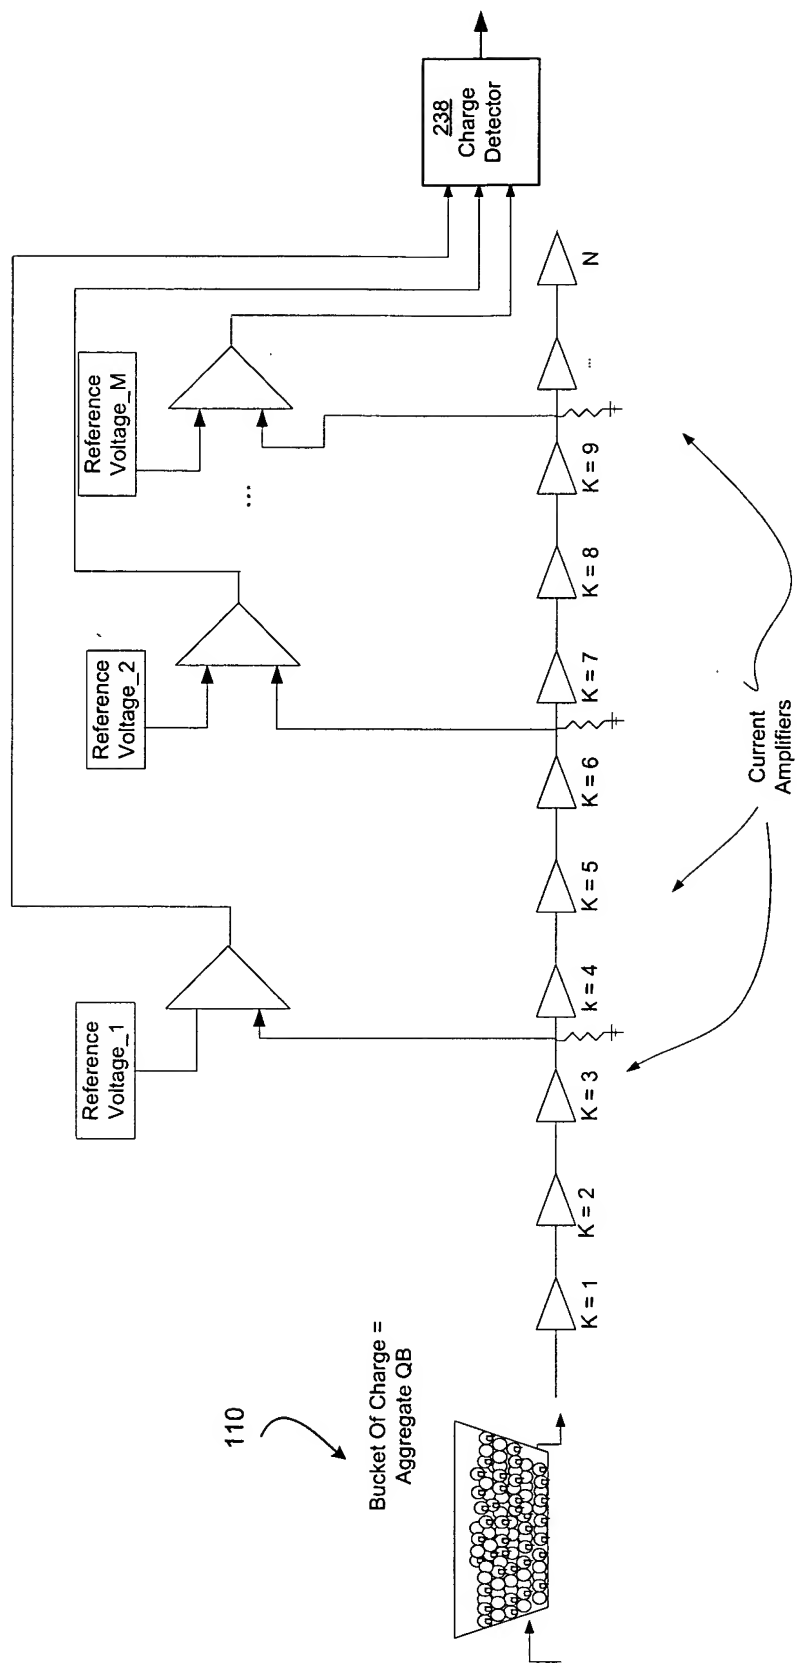 110
Bucket Of Charge =
Aggregate QB
K = 1
K = 2
K = 3
k = 4
K = 5
K = 6
K = 7
K = 8
K = 9
...
N
Reference
Voltage_1
Reference
Voltage_2
...
Reference
Voltage_M
238
Charge
Detector
Current
Amplifiers